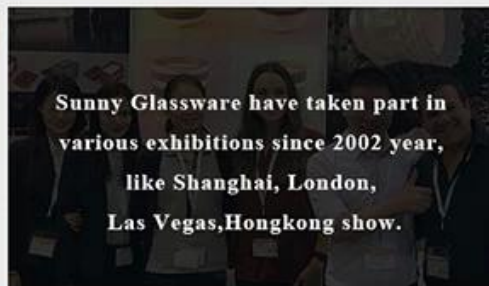 Sunny Glassware have taken part in
various exhibitions since 2002 year,
like Shanghai, London,
Las Vegas,Hongkong show.